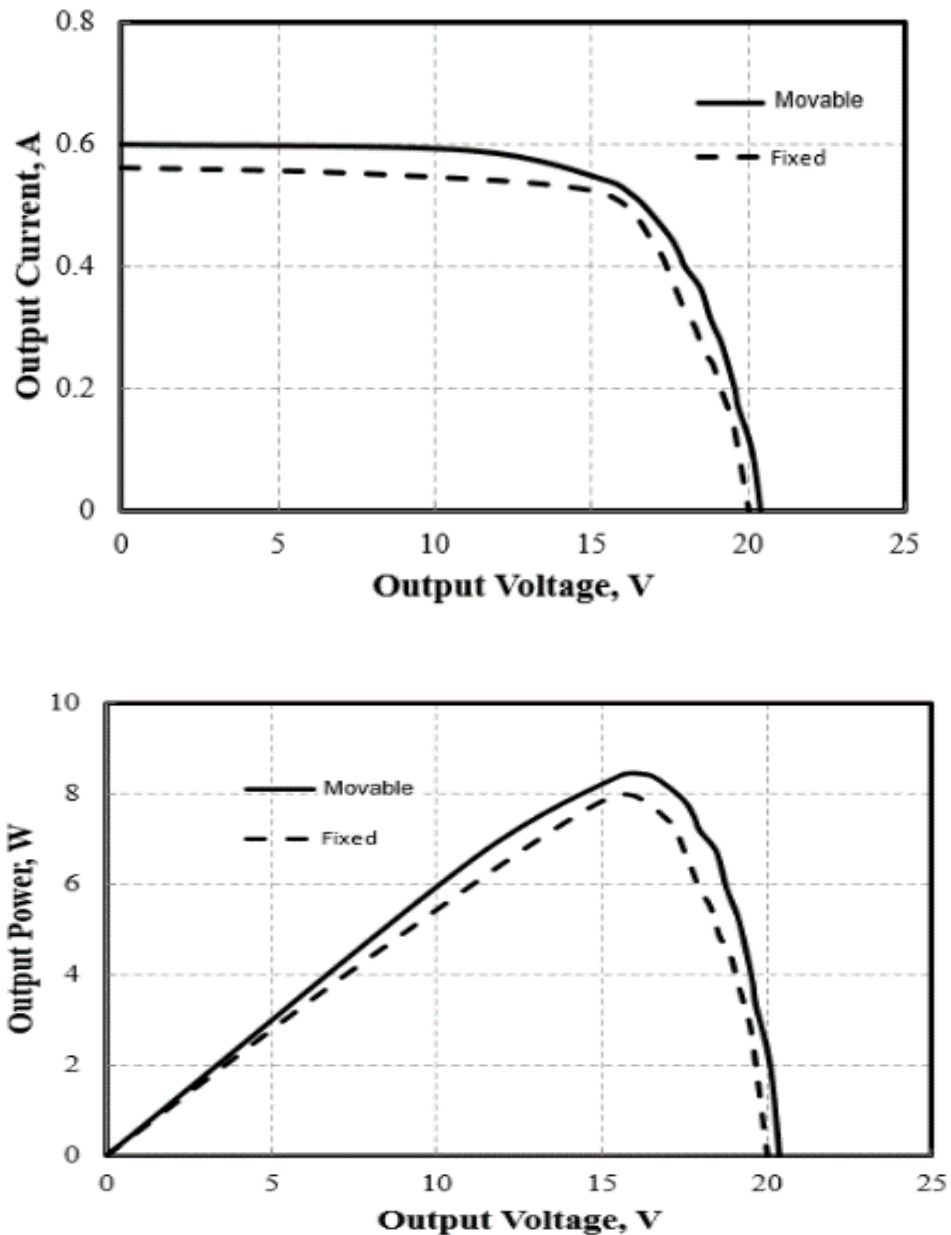 0.8
Movable
0.6
Fixed
0.4
0.2
0
Output Current, A
0 5 10 15 20 25
Output Voltage, V
10
8
Movable
Fixed
6
4
2
0
Output Power, W
0 5 10 15 20 25
Output Voltage, V